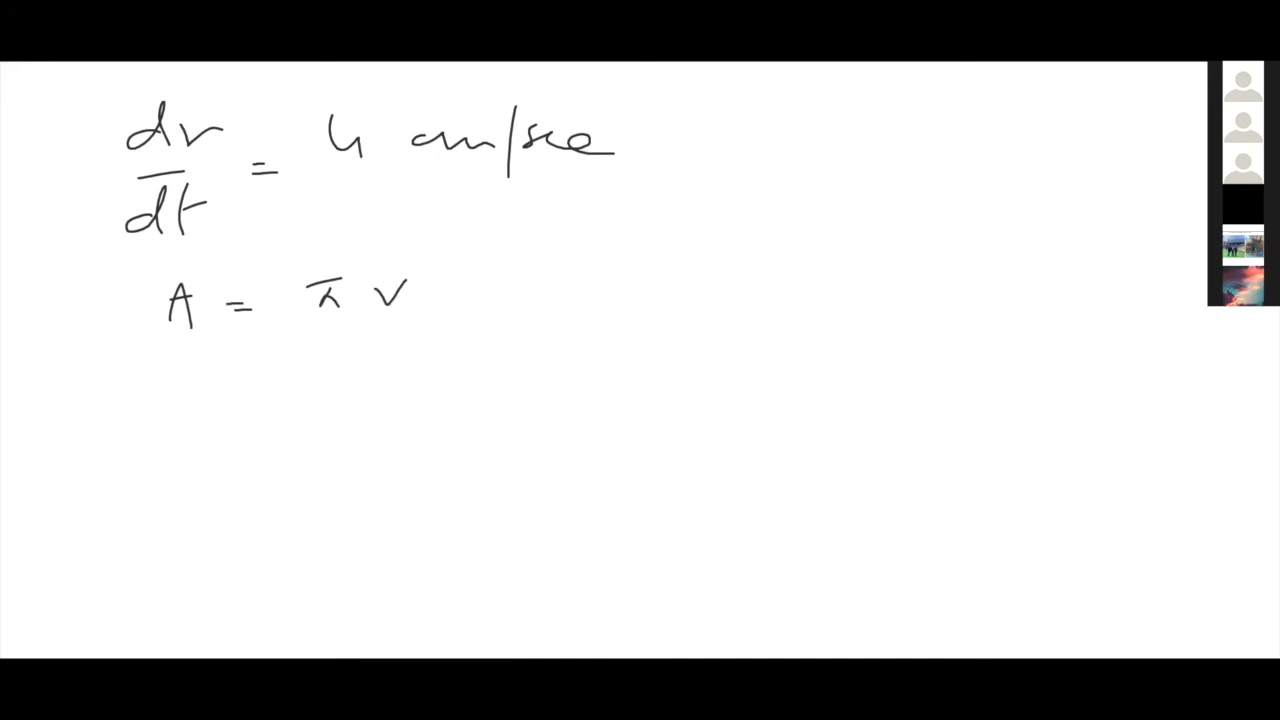 dr/dt = 4 cm/sec
A = π r